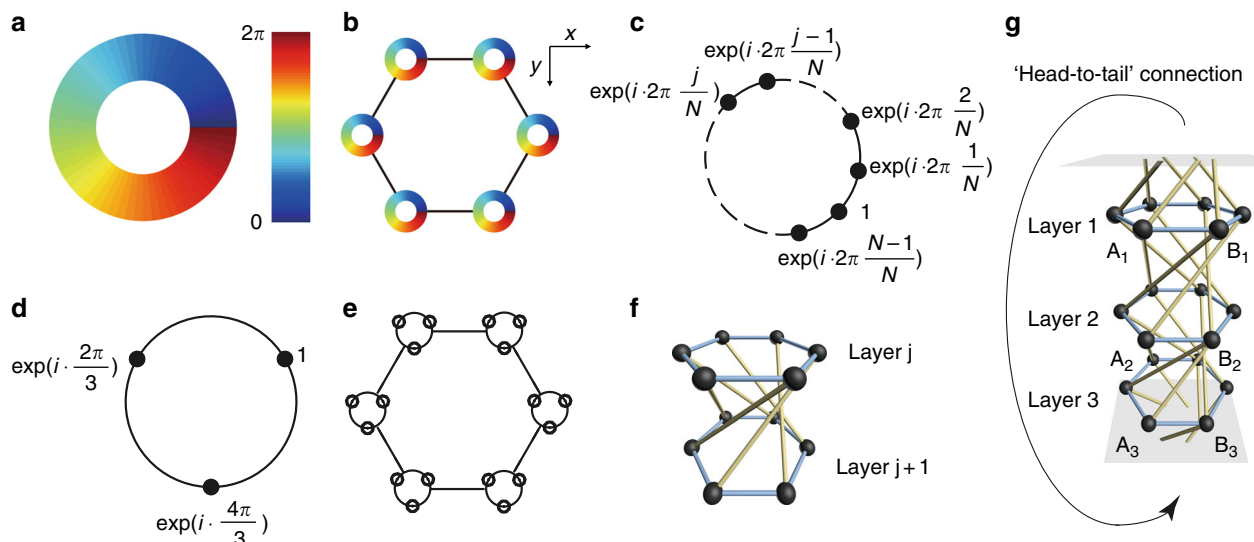 a
2π
0
b
x
y
c
exp(i·2π (j − 1)/N)
exp(i·2π j/N)
exp(i·2π 2/N)
exp(i·2π 1/N)
1
exp(i·2π (N − 1)/N)
d
exp(i · 2π/3)
1
exp(i · 4π/3)
e
f
Layer j
Layer j + 1
g
'Head-to-tail' connection
Layer 1
A1
B1
Layer 2
A2
B2
Layer 3
A3
B3